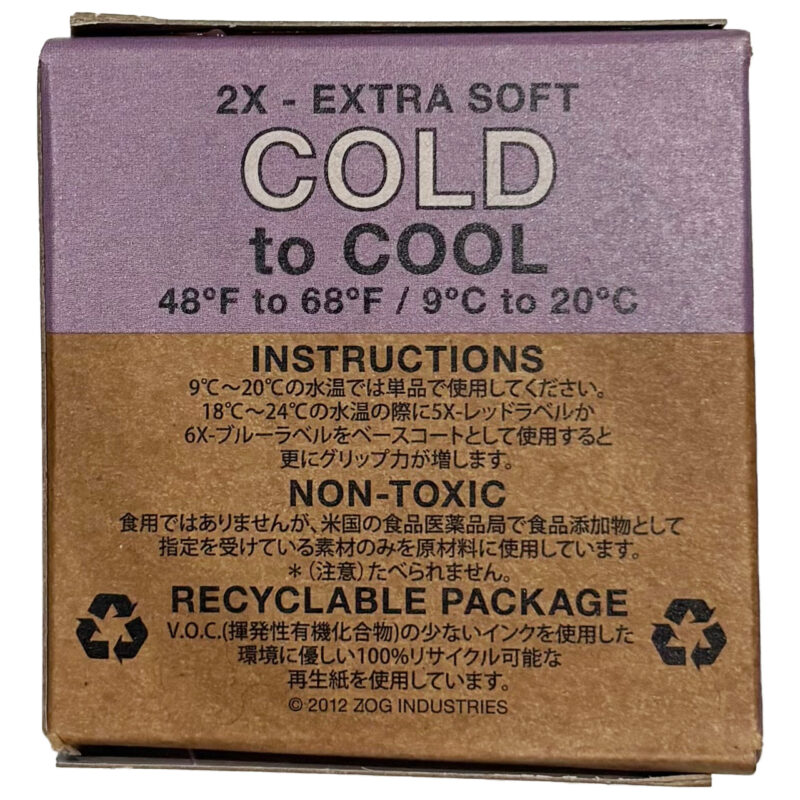 2X - EXTRA SOFT
COLD
to COOL
48°F to 68°F / 9°C to 20°C
INSTRUCTIONS
9℃～20℃の水温では単品で使用してください。
18℃～24℃の水温の際に5X-レッドラベルか
6X-ブルーラベルをベースコートとして使用すると
更にグリップ力が増します。
NON-TOXIC
食用ではありませんが、米国の食品医薬品局で食品添加物として
指定を受けている素材のみを原材料に使用しています。
＊（注意）たべられません。
RECYCLABLE PACKAGE
V.O.C.(揮発性有機化合物)の少ないインクを使用した
環境に優しい100%リサイクル可能な
再生紙を使用しています。
© 2012 ZOG INDUSTRIES